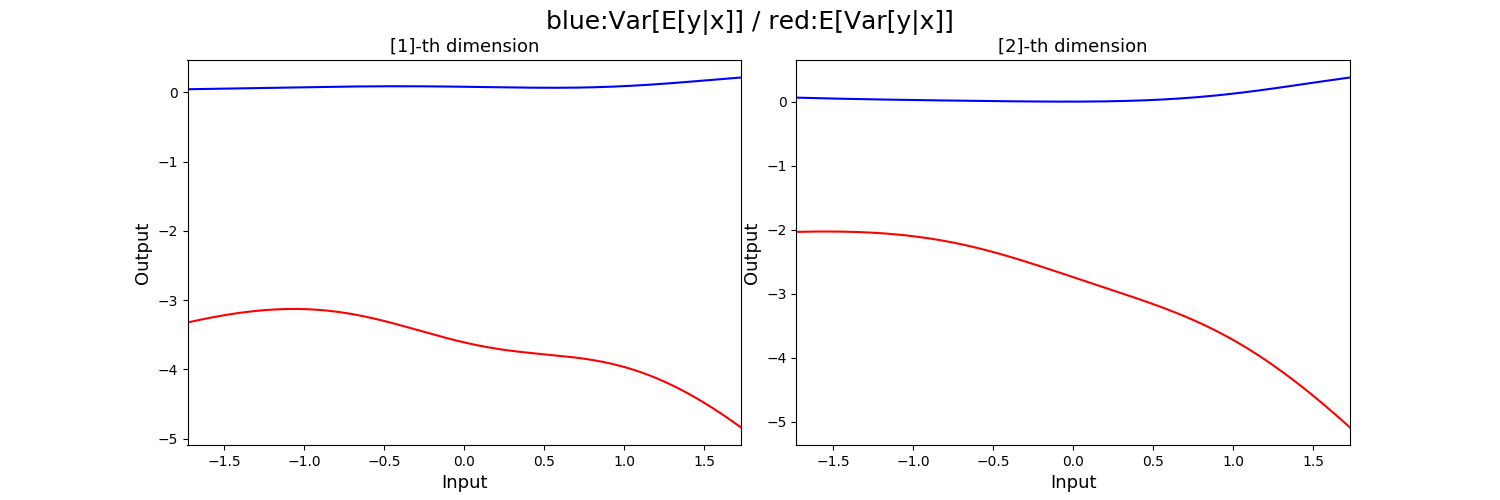 blue:Var[E[y|x]] / red:E[Var[y|x]]
[1]-th dimension
0
−1
−2
−3
−4
−5
Output
−1.5 −1.0 −0.5 0.0 0.5 1.0 1.5
Input
[2]-th dimension
0
−1
−2
−3
−4
−5
Output
−1.5 −1.0 −0.5 0.0 0.5 1.0 1.5
Input